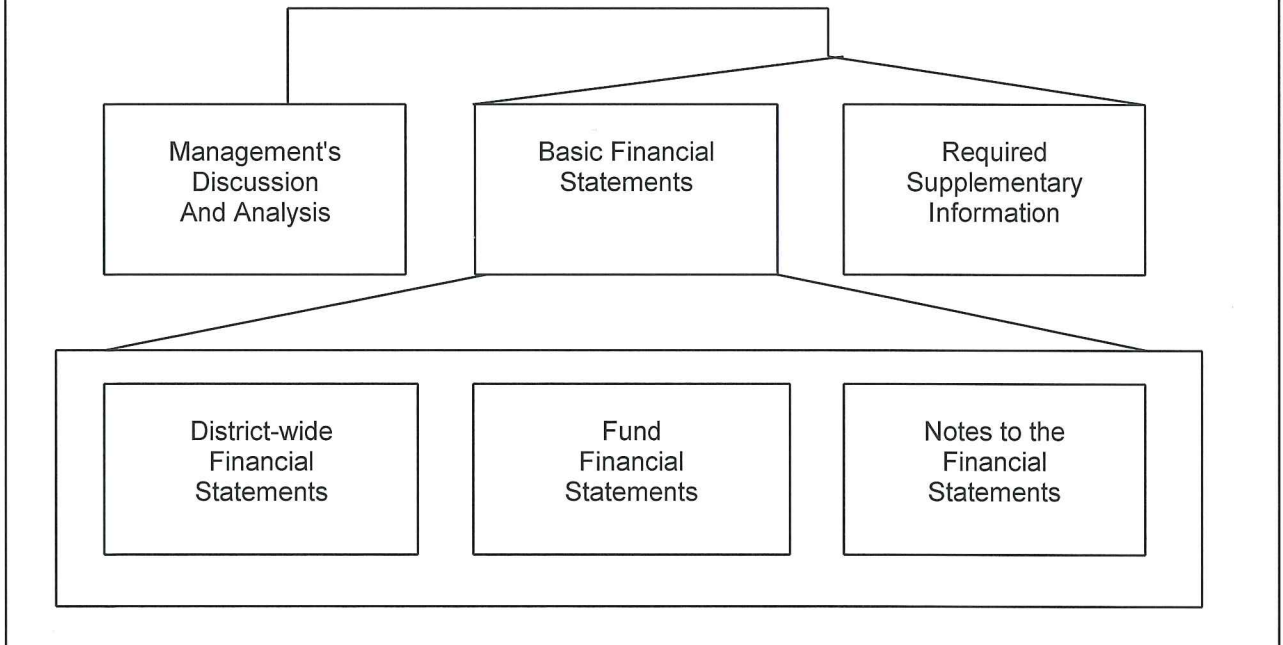 Management's
Discussion
And Analysis
Basic Financial
Statements
Required
Supplementary
Information
District-wide
Financial
Statements
Fund
Financial
Statements
Notes to the
Financial
Statements